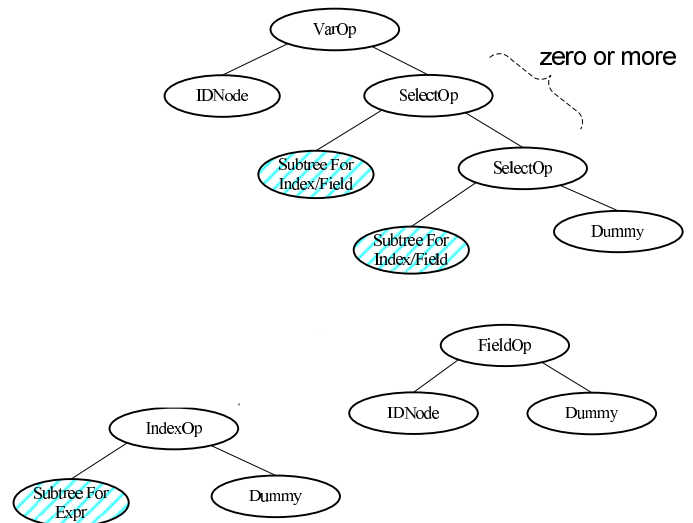 VarOp
zero or more
IDNode
SelectOp
Subtree For
Index/Field
SelectOp
Subtree For
Index/Field
Dummy
FieldOp
IDNode
Dummy
IndexOp
Subtree For
Expr
Dummy